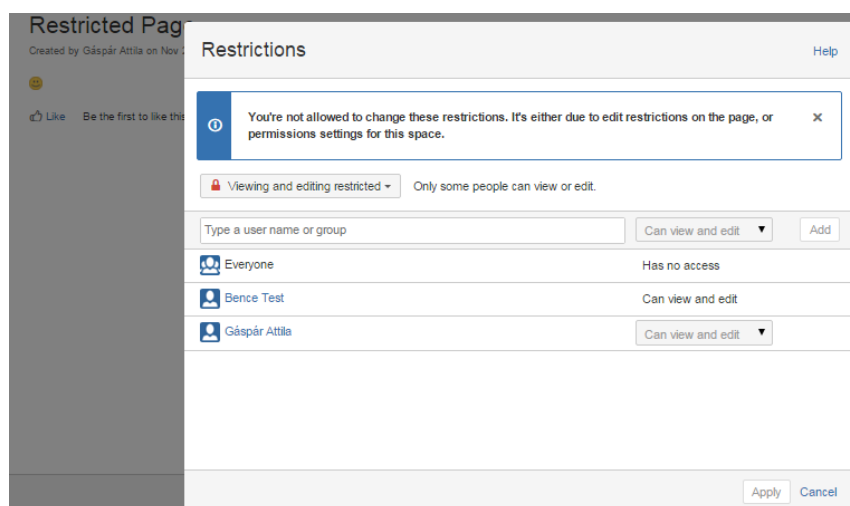 Restricted Pag
Created by Gáspár Attila on Nov
Like Be the first to like this
Restrictions
Help
You're not allowed to change these restrictions. It's either due to edit restrictions on the page, or
permissions settings for this space.
Viewing and editing restricted Only some people can view or edit.
Type a user name or group Can view and edit Add
Everyone Has no access
Bence Test Can view and edit
Gáspár Attila Can view and edit
Apply Cancel